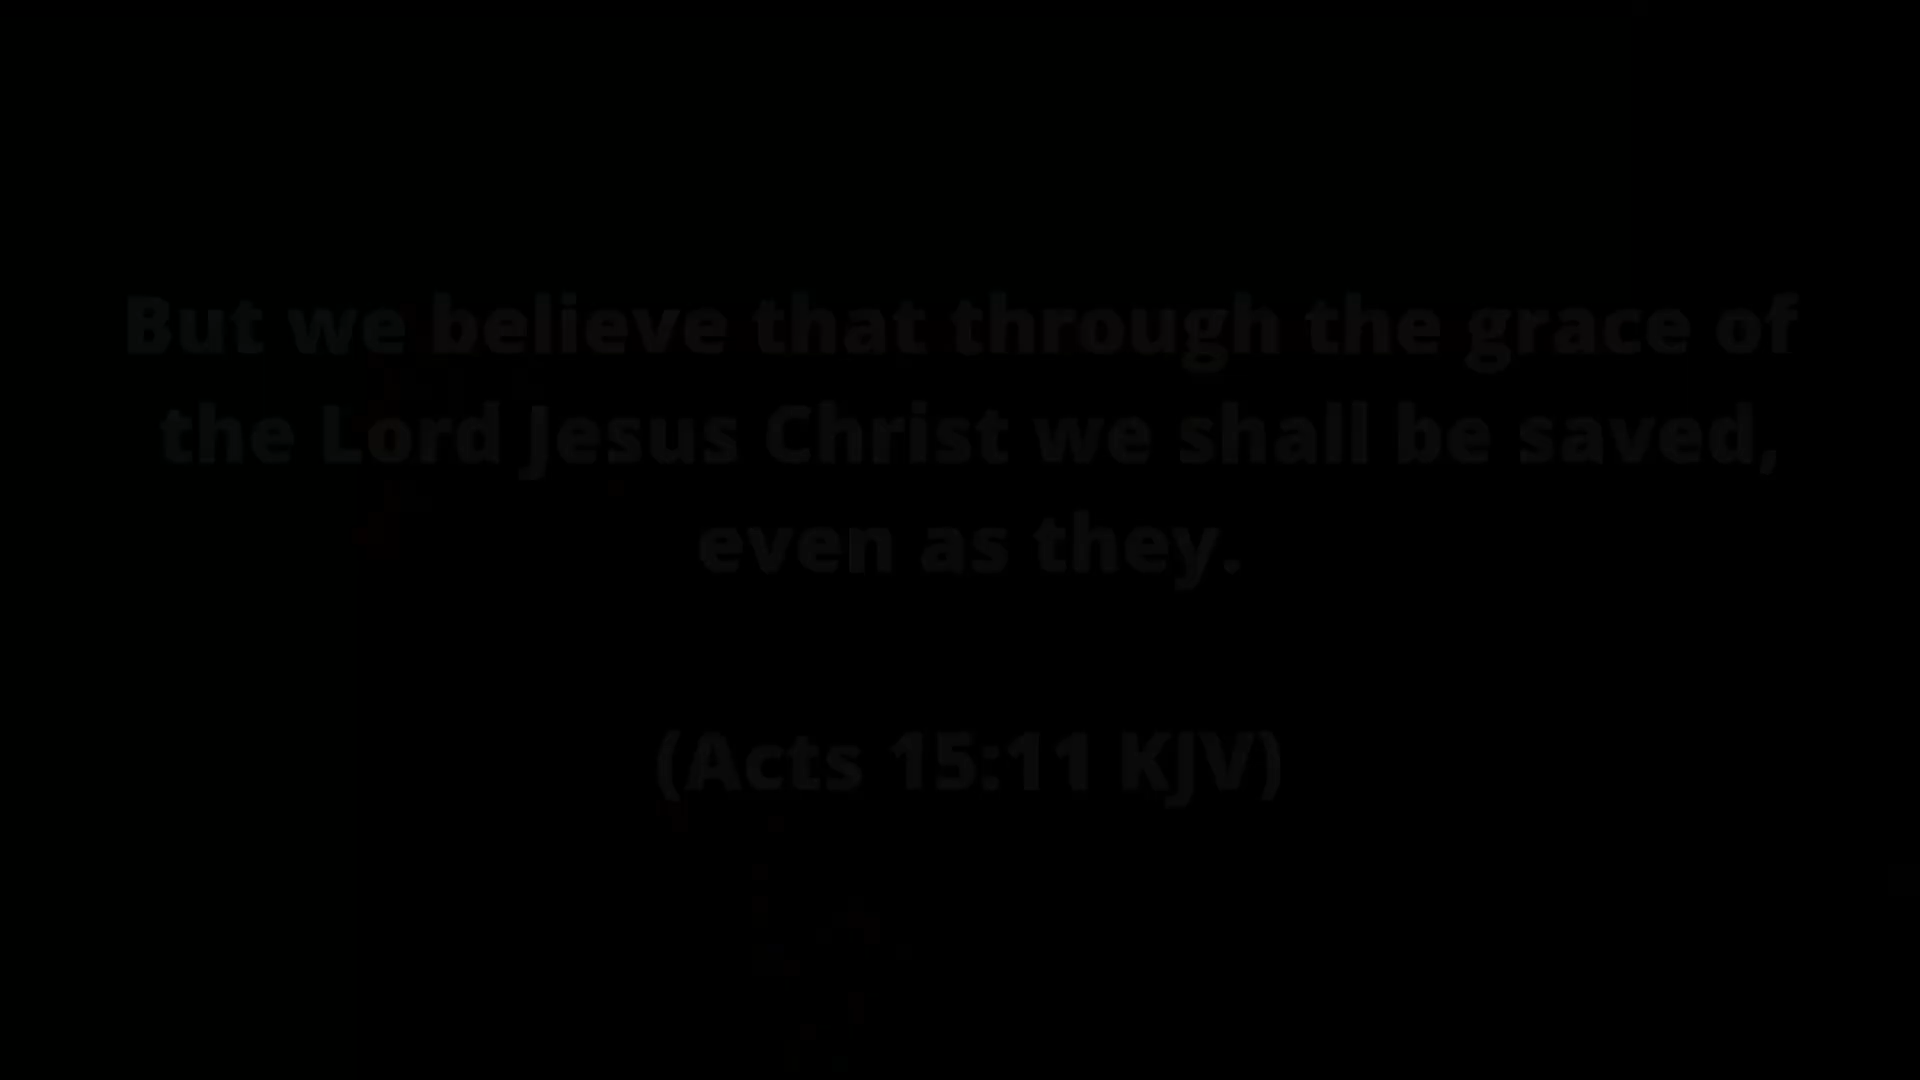 But we believe that through the grace of
the Lord Jesus Christ we shall be saved,
even as they.
(Acts 15:11 KJV)